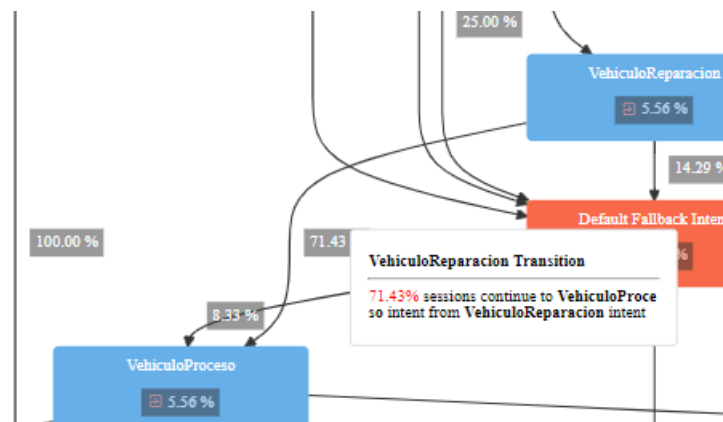 25.00 %
VehiculoReparacion
5.56 %
14.29 %
Default Fallback Inten
100.00 %
71.43
%
VehiculoReparacion Transition
71.43% sessions continue to VehiculoProce
so intent from VehiculoReparacion intent
8.33 %
VehiculoProceso
5.56 %